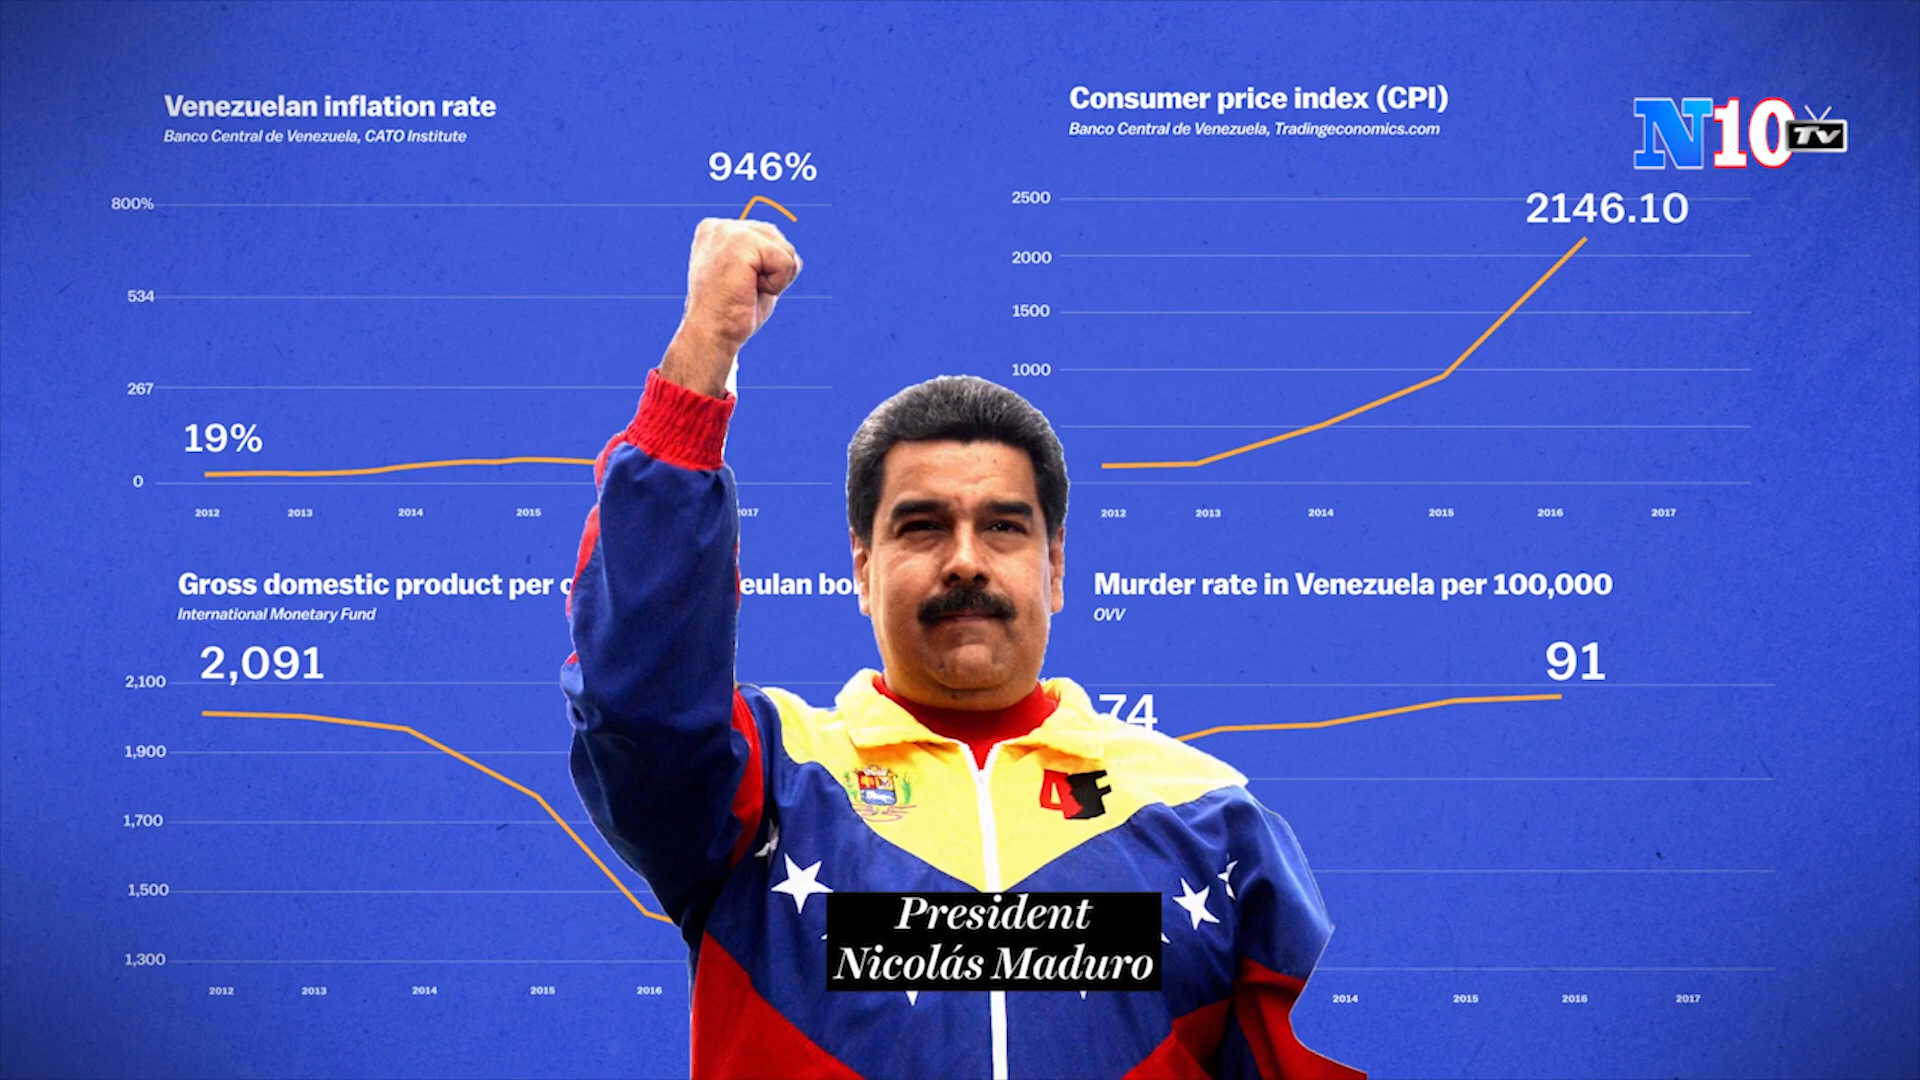 Venezuelan inflation rate
Banco Central de Venezuela, CATO Institute
946%
800%
534
267
19%
0
2012 2013 2014 2015
Consumer price index (CPI)
Banco Central de Venezuela, Tradingeconomics.com
N10 TV
2500
2146.10
2000
1500
1000
2012 2013 2014 2015 2016 2017
Gross domestic product per
International Monetary Fund
2,091
2,100
1,900
1,700
1,500
1,300
2012 2013 2014 2015 2016
Murder rate in Venezuela per 100,000
OVV
91
74
2014 2015 2016 2017
4F
President
Nicolás Maduro